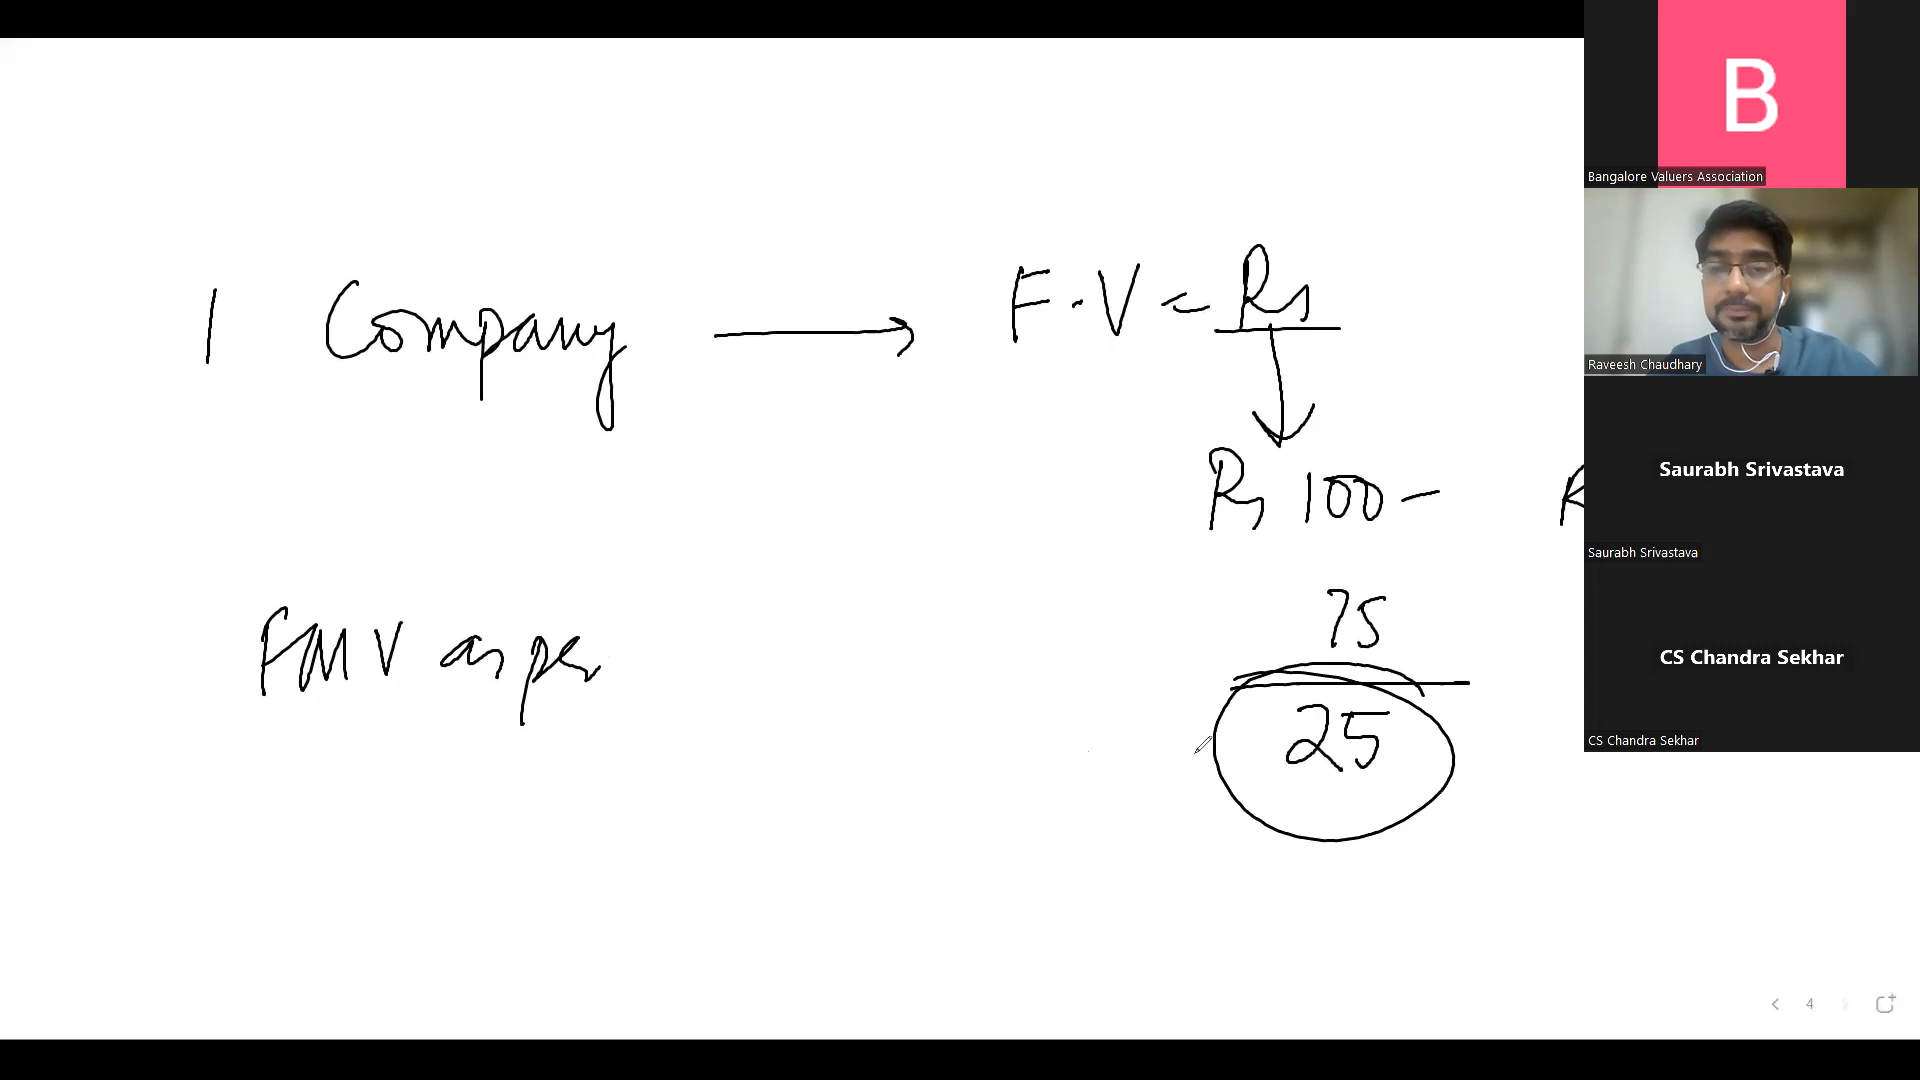 1 Company → F.V = Rs
Rs 100 –
FMV as per
75
25
B
Bangalore Valuers Association
Raveesh Chaudhary
Saurabh Srivastava
Saurabh Srivastava
CS Chandra Sekhar
CS Chandra Sekhar
4